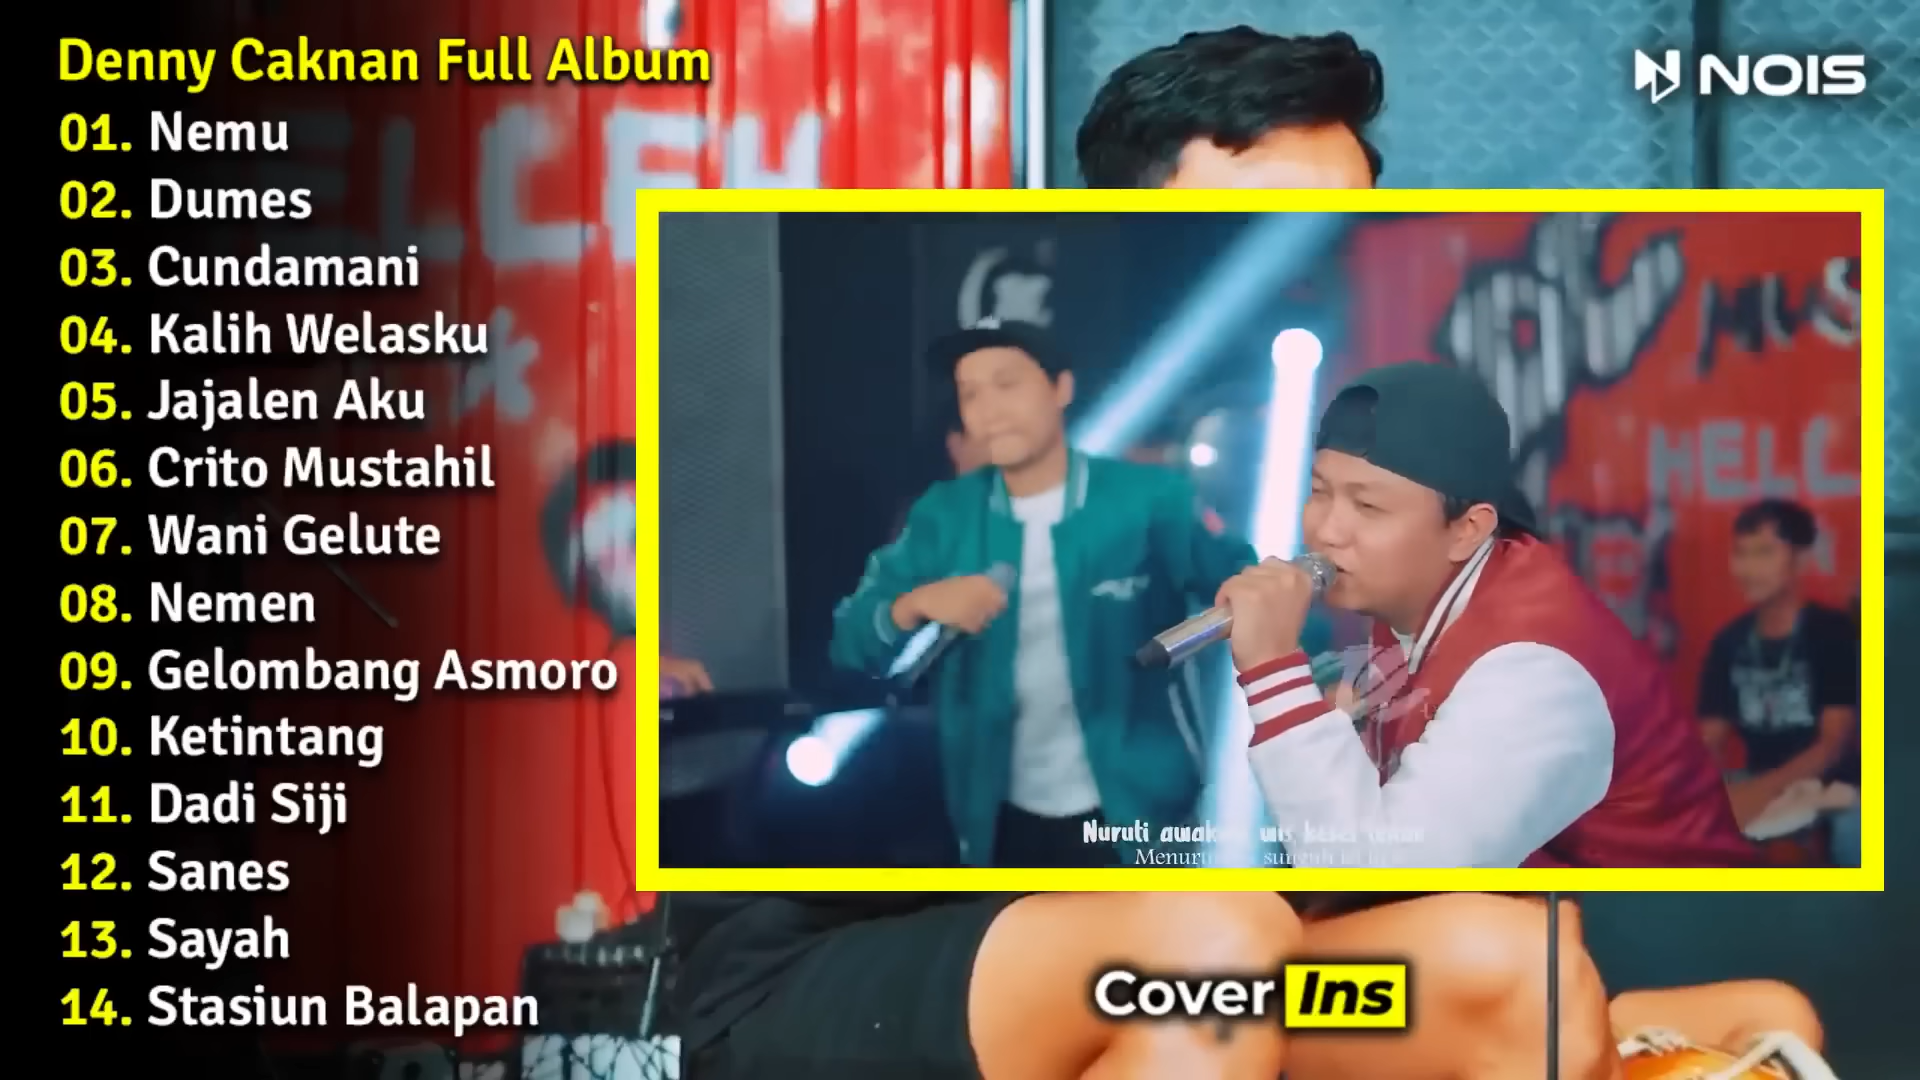 Denny Caknan Full Album
NOIS
01. Nemu
02. Dumes
03. Cundamani
04. Kalih Welasku
05. Jajalen Aku
06. Crito Mustahil
07. Wani Gelute
08. Nemen
09. Gelombang Asmoro
10. Ketintang
11. Dadi Siji
12. Sanes
13. Sayah
14. Stasiun Balapan
Nuruti
Cover Ins